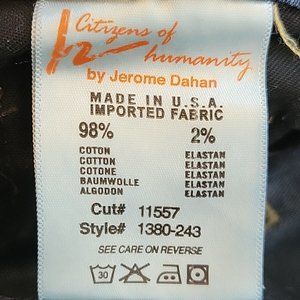 Citizens of
humanity
by Jerome Dahan
MADE IN U.S.A.
IMPORTED FABRIC
98% 2%
COTON ELASTAN
COTTON ELASTAN
COTONE ELASTAN
BAUMWOLLE ELASTAN
ALGODON ELASTAN
Cut# 11557
Style# 1380-243
SEE CARE ON REVERSE
30